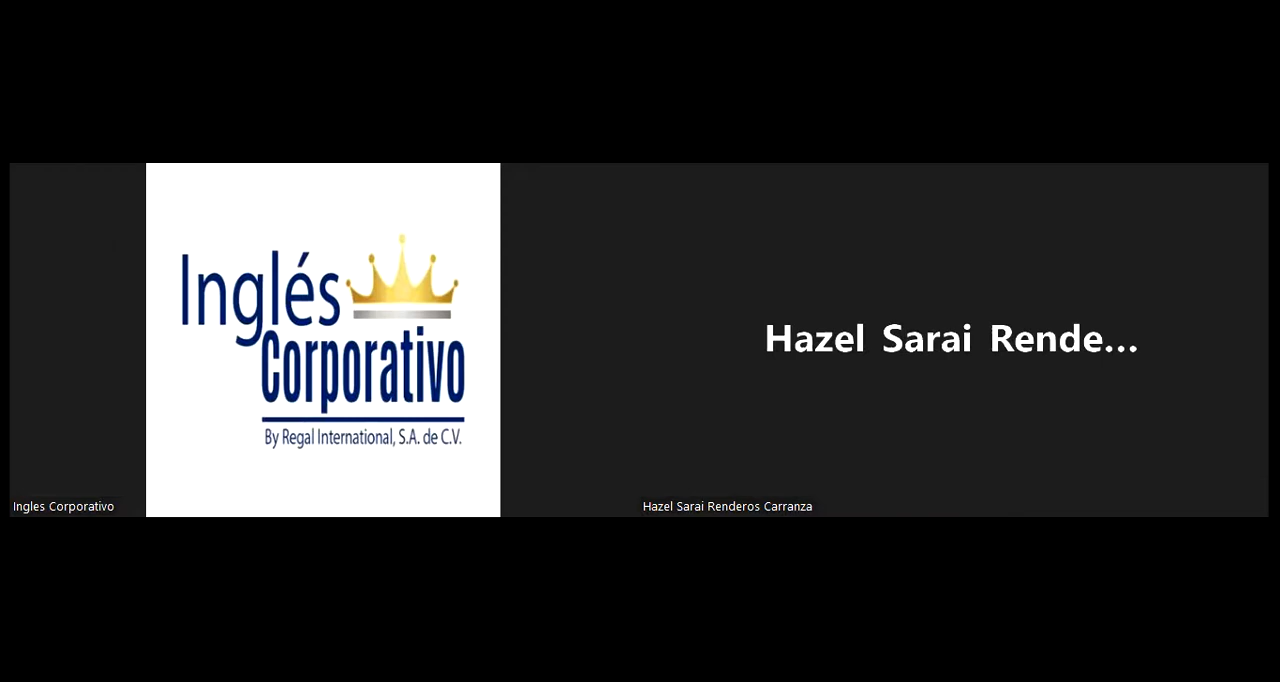 Inglés
Corporativo
By Regal International, S.A. de C.V.
Ingles Corporativo
Hazel Sarai Rende...
Hazel Sarai Renderos Carranza